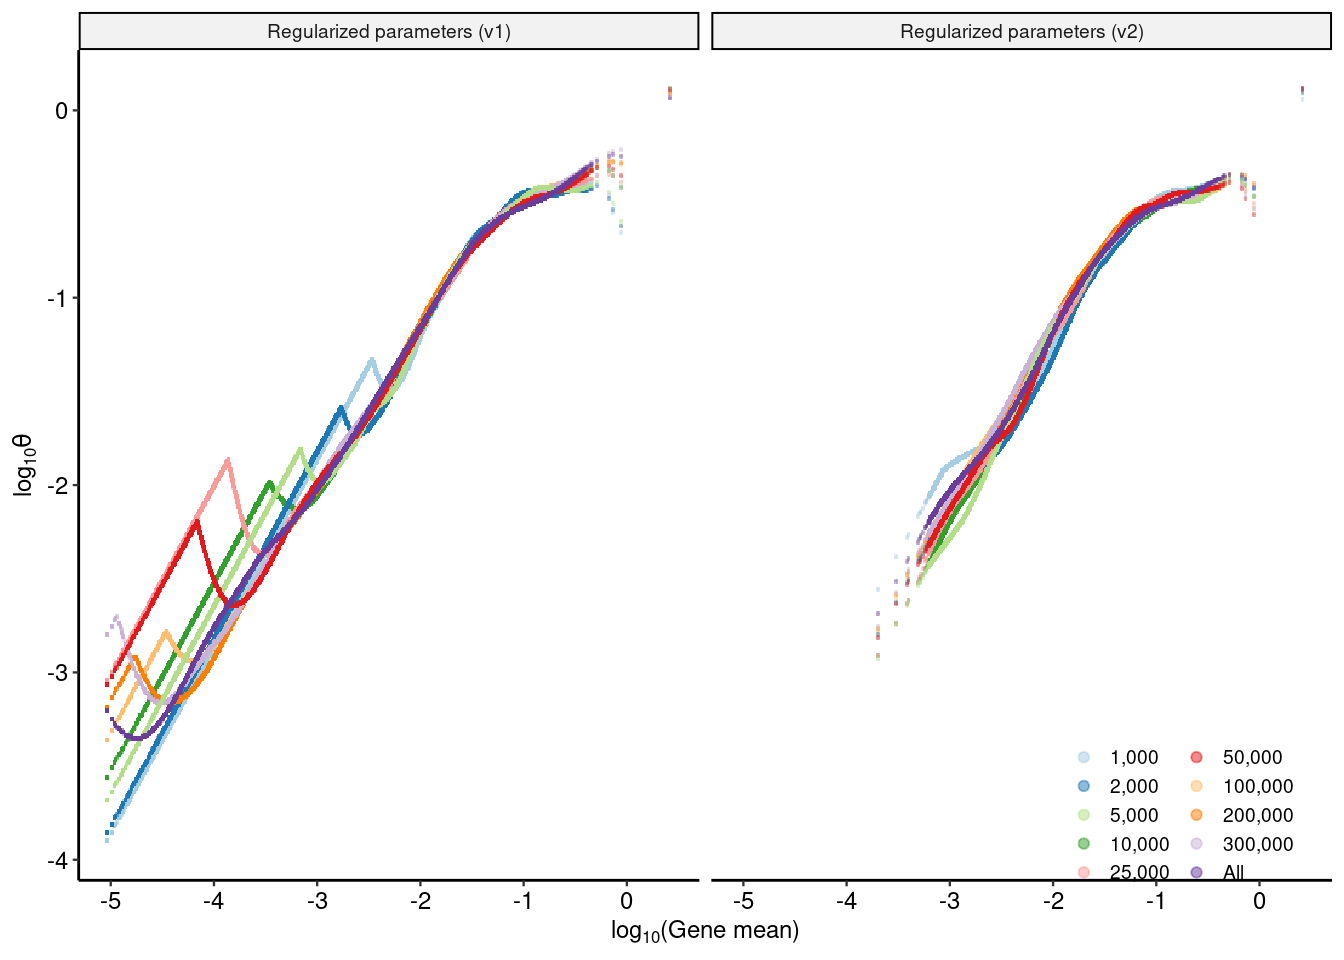 Regularized parameters (v1)
Regularized parameters (v2)
log10θ
0
-1
-2
-3
-4
-5 -4 -3 -2 -1 0
-5 -4 -3 -2 -1 0
log10(Gene mean)
1,000 50,000
2,000 100,000
5,000 200,000
10,000 300,000
25,000 All